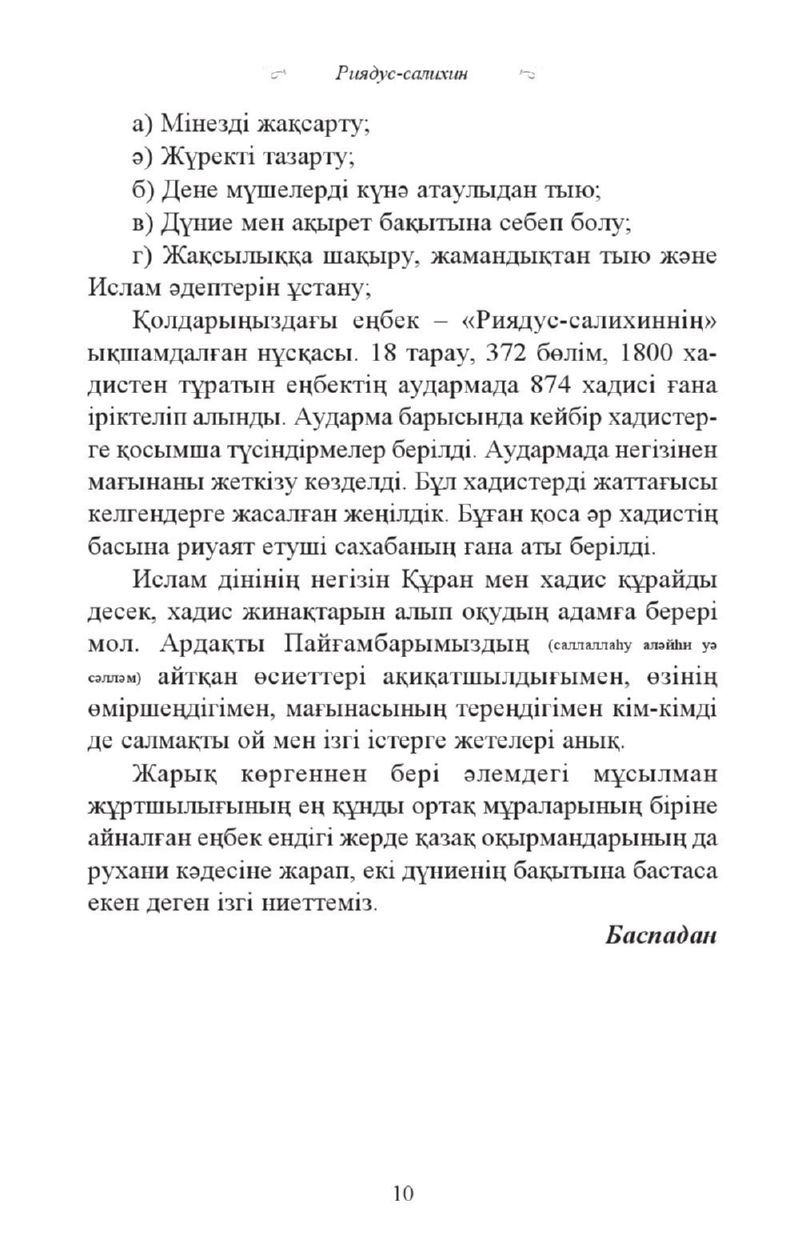 Риядус-салихин
а) Мінезді жақсарту;
ә) Жүректі тазарту;
б) Дене мүшелерді күнә атаулыдан тыю;
в) Дүние мен ақырет бақытына себеп болу;
г) Жақсылыққа шақыру, жамандықтан тыю және
Ислам әдептерін ұстану;
Қолдарыңыздағы еңбек – «Риядус-салихиннің»
ықшамдалған нұсқасы. 18 тарау, 372 бөлім, 1800 ха-
дистен тұратын еңбектің аудармада 874 хадисі ғана
іріктеліп алынды. Аударма барысында кейбір хадистер-
ге қосымша түсіндірмелер берілді. Аудармада негізінен
мағынаны жеткізу көзделді. Бұл хадистерді жаттағысы
келгендерге жасалған жеңілдік. Бұған қоса әр хадистің
басына риуаят етуші сахабаның ғана аты берілді.
Ислам дінінің негізін Құран мен хадис құрайды
десек, хадис жинақтарын алып оқудың адамға берері
мол. Ардақты Пайғамбарымыздың (саллаллаһу аләйһи уә
сәлләм) айтқан өсиеттері ақиқатшылдығымен, өзінің
өміршеңдігімен, мағынасының тереңдігімен кім-кімді
де салмақты ой мен ізгі істерге жетелері анық.
Жарық көргеннен бері әлемдегі мұсылман
жұртшылығының ең құнды ортақ мұраларының біріне
айналған еңбек ендігі жерде қазақ оқырмандарының да
рухани кәдесіне жарап, екі дүниенің бақытына бастаса
екен деген ізгі ниеттеміз.
Баспадан
10